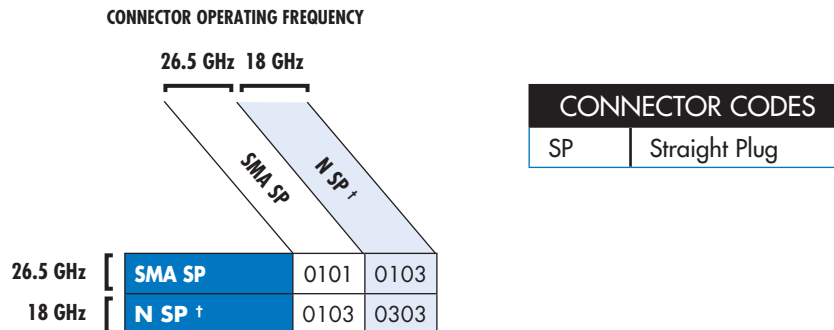 CONNECTOR OPERATING FREQUENCY
26.5 GHz 18 GHz
SMA SP
N SP †
CONNECTOR CODES
SP Straight Plug
26.5 GHz SMA SP 0101 0103
18 GHz N SP † 0103 0303